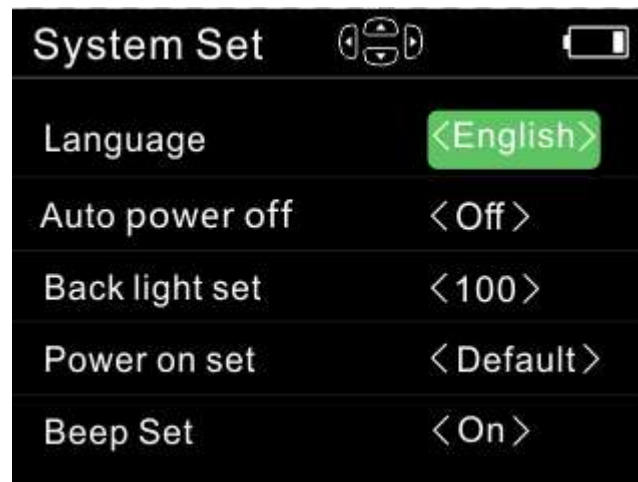 System Set
Language <English>
Auto power off <Off>
Back light set <100>
Power on set <Default>
Beep Set <On>